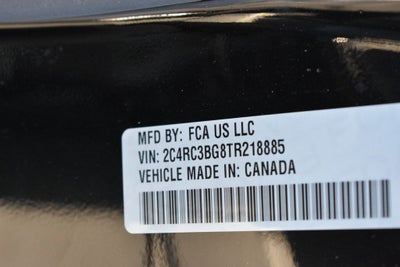 MFD BY: FCA US LLC
VIN: 2C4RC3BG8TR218885
VEHICLE MADE IN: CANADA